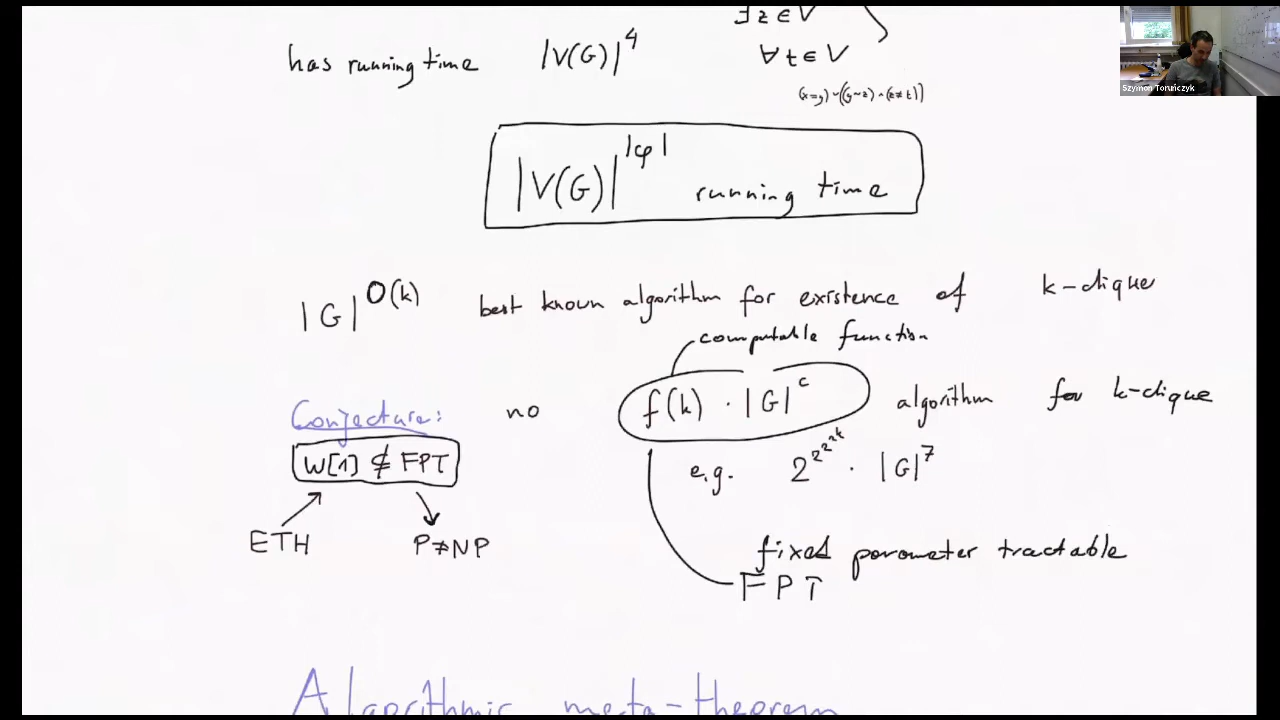 ∃z∈V
has running time |V(G)|^4 ∀t∈V
(x=y)∨((y~z)∧(z≠t))
|V(G)|^|φ| running time
|G|^O(k) best known algorithm for existence of k-clique
computable function
Conjecture: no f(k)·|G|^c algorithm for k-clique
W[1] ⊄ FPT e.g. 2^2^2^2^k · |G|^7
ETH P≠NP
fixed parameter tractable
FPT
Algorithmic meta-theorem
Szymon Toruńczyk